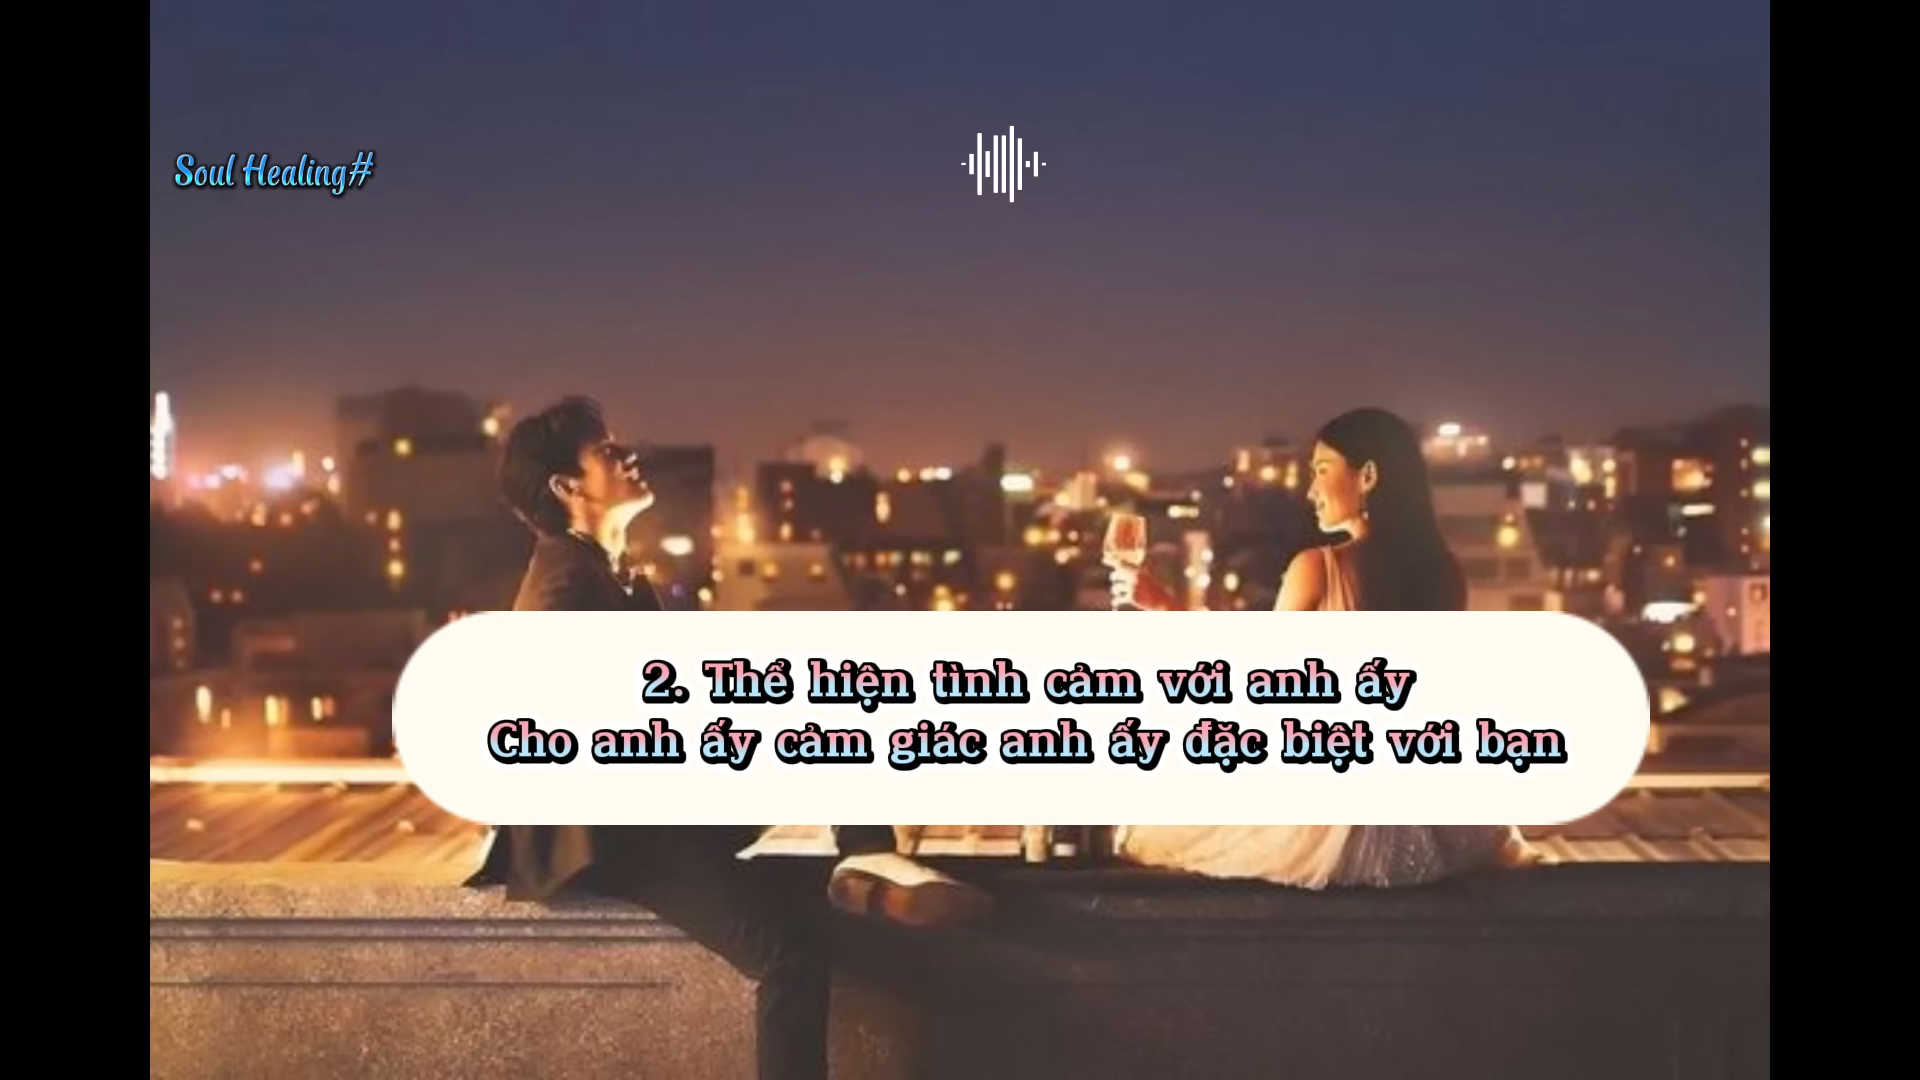 Soul Healing#
2. Thể hiện tình cảm với anh ấy
Cho anh ấy cảm giác anh ấy đặc biệt với bạn